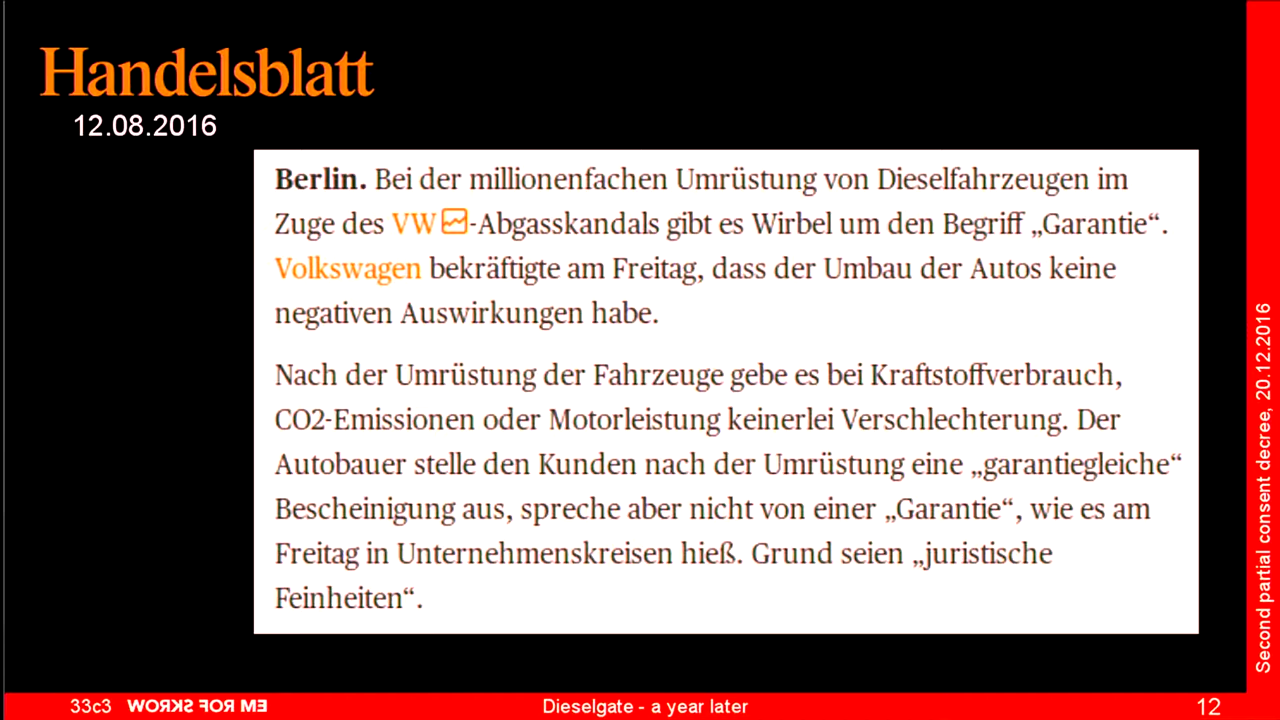 Handelsblatt
12.08.2016
Berlin. Bei der millionenfachen Umrüstung von Dieselfahrzeugen im
Zuge des VW-Abgasskandals gibt es Wirbel um den Begriff „Garantie“.
Volkswagen bekräftigte am Freitag, dass der Umbau der Autos keine
negativen Auswirkungen habe.
Nach der Umrüstung der Fahrzeuge gebe es bei Kraftstoffverbrauch,
CO2-Emissionen oder Motorleistung keinerlei Verschlechterung. Der
Autobauer stelle den Kunden nach der Umrüstung eine „garantiegleiche“
Bescheinigung aus, spreche aber nicht von einer „Garantie“, wie es am
Freitag in Unternehmenskreisen hieß. Grund seien „juristische
Feinheiten“.
Second partial consent decree, 20.12.2016
33c3 WORKS FOR ME
Dieselgate - a year later
12